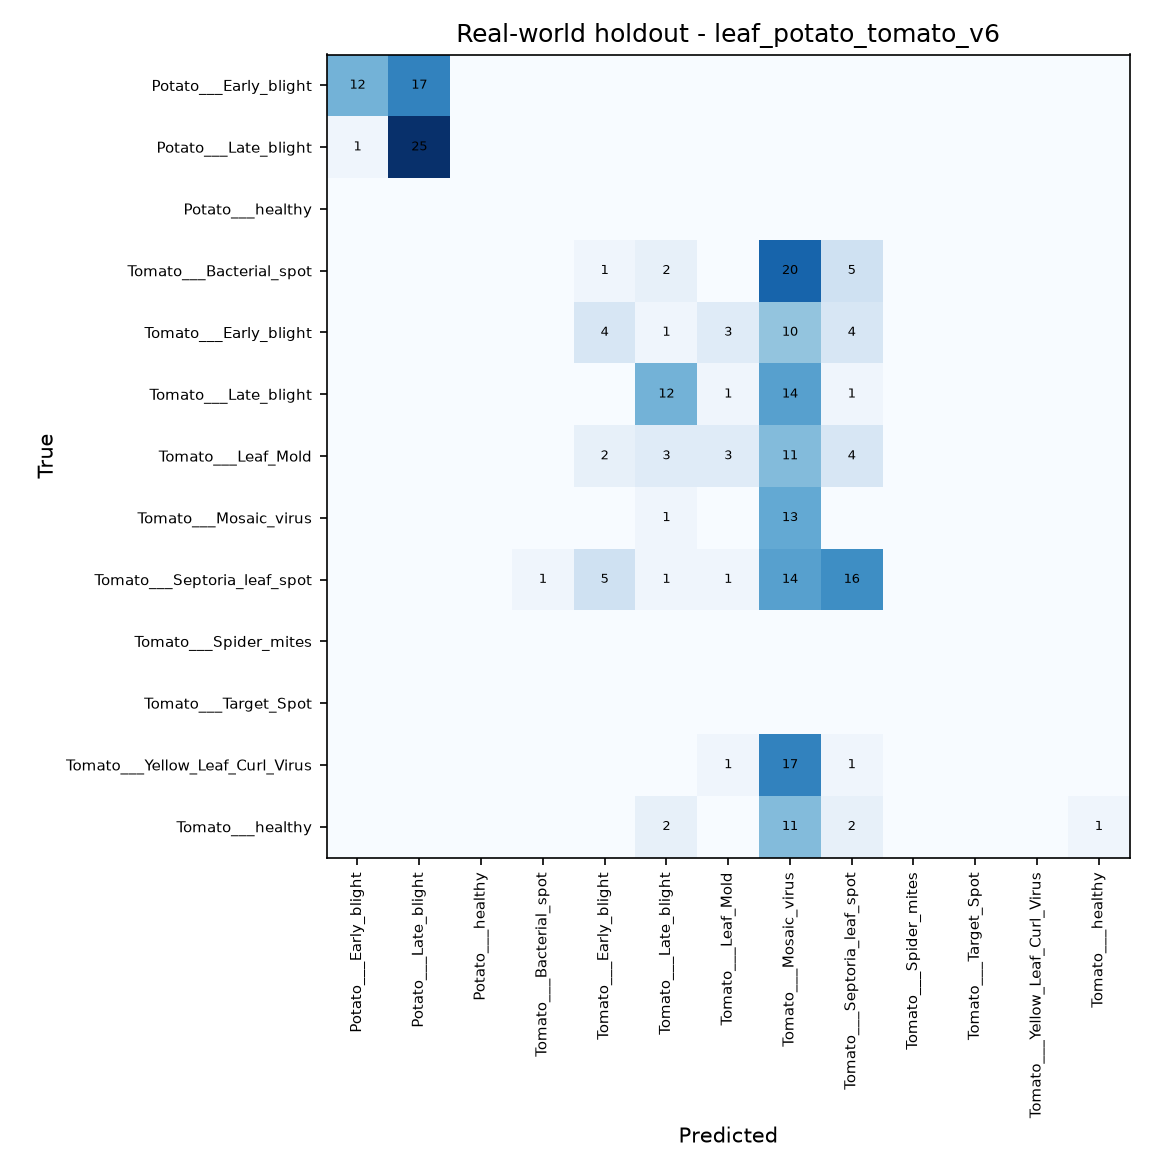 Real-world holdout - leaf_potato_tomato_v6
Potato___Early_blight 12 17
Potato___Late_blight 1 25
Potato___healthy
Tomato___Bacterial_spot 1 2 20 5
Tomato___Early_blight 4 1 3 10 4
Tomato___Late_blight 12 1 14 1
Tomato___Leaf_Mold 2 3 3 11 4
Tomato___Mosaic_virus 1 13
Tomato___Septoria_leaf_spot 1 5 1 1 14 16
Tomato___Spider_mites
Tomato___Target_Spot
Tomato___Yellow_Leaf_Curl_Virus 1 17 1
Tomato___healthy 2 11 2 1
True
Potato___Early_blight
Potato___Late_blight
Potato___healthy
Tomato___Bacterial_spot
Tomato___Early_blight
Tomato___Late_blight
Tomato___Leaf_Mold
Tomato___Mosaic_virus
Tomato___Septoria_leaf_spot
Tomato___Spider_mites
Tomato___Target_Spot
Tomato___Yellow_Leaf_Curl_Virus
Tomato___healthy
Predicted